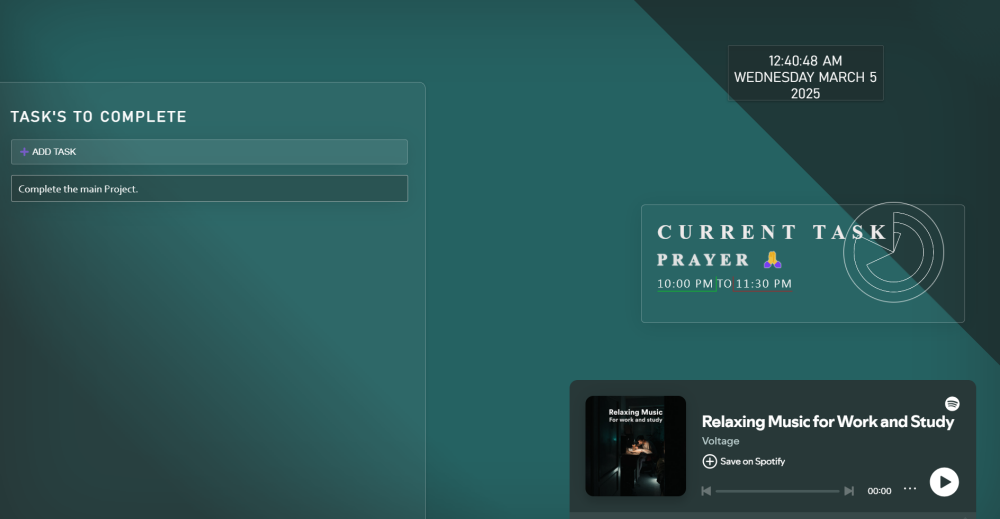 12:40:48 AM
WEDNESDAY MARCH 5
2025
TASK'S TO COMPLETE
ADD TASK
Complete the main Project.
CURRENT TASK
PRAYER 🙏
10:00 PM TO 11:30 PM
Relaxing Music
For work and study
Relaxing Music for Work and Study
Voltage
Save on Spotify
00:00